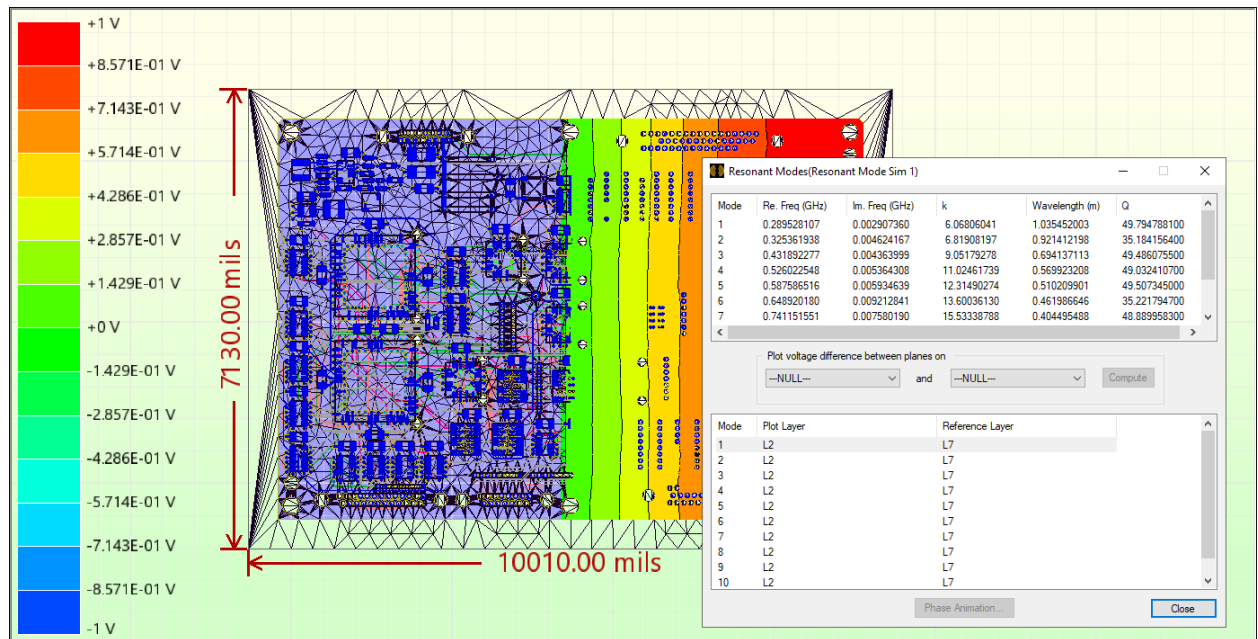 +1 V
+8.571E-01 V
+7.143E-01 V
+5.714E-01 V
+4.286E-01 V
+2.857E-01 V
+1.429E-01 V
+0 V
-1.429E-01 V
-2.857E-01 V
-4.286E-01 V
-5.714E-01 V
-7.143E-01 V
-8.571E-01 V
-1 V
7130.00 mils
10010.00 mils
Resonant Modes(Resonant Mode Sim 1)
Mode Re. Freq (GHz) Im. Freq (GHz) k Wavelength (m) Q
1 0.289528107 0.002907360 6.06806041 1.035452003 49.794788100
2 0.325361938 0.004624167 6.81908197 0.921412198 35.184156400
3 0.431892277 0.004363999 9.05179278 0.694137113 49.486075500
4 0.526022548 0.005364308 11.02461739 0.569923208 49.032410700
5 0.587586516 0.005934639 12.31490274 0.510209901 49.507345000
6 0.648920180 0.009212841 13.60036130 0.461986646 35.221794700
7 0.741151551 0.007580190 15.53338788 0.404495488 48.889958300
Plot voltage difference between planes on
---NULL--- and ---NULL--- Compute
Mode Plot Layer Reference Layer
1 L2 L7
2 L2 L7
3 L2 L7
4 L2 L7
5 L2 L7
6 L2 L7
7 L2 L7
8 L2 L7
9 L2 L7
10 L2 L7
Phase Animation...
Close